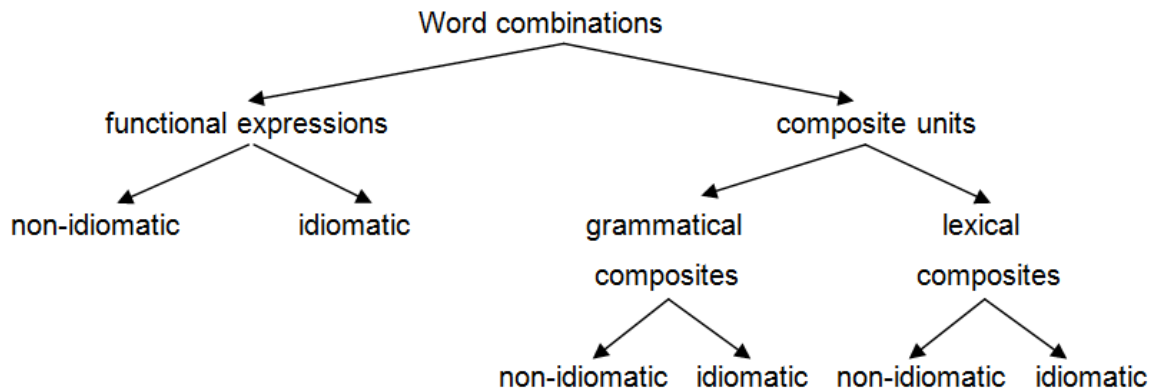 Word combinations
functional expressions
composite units
non-idiomatic
idiomatic
grammatical
composites
lexical
composites
non-idiomatic
idiomatic
non-idiomatic
idiomatic